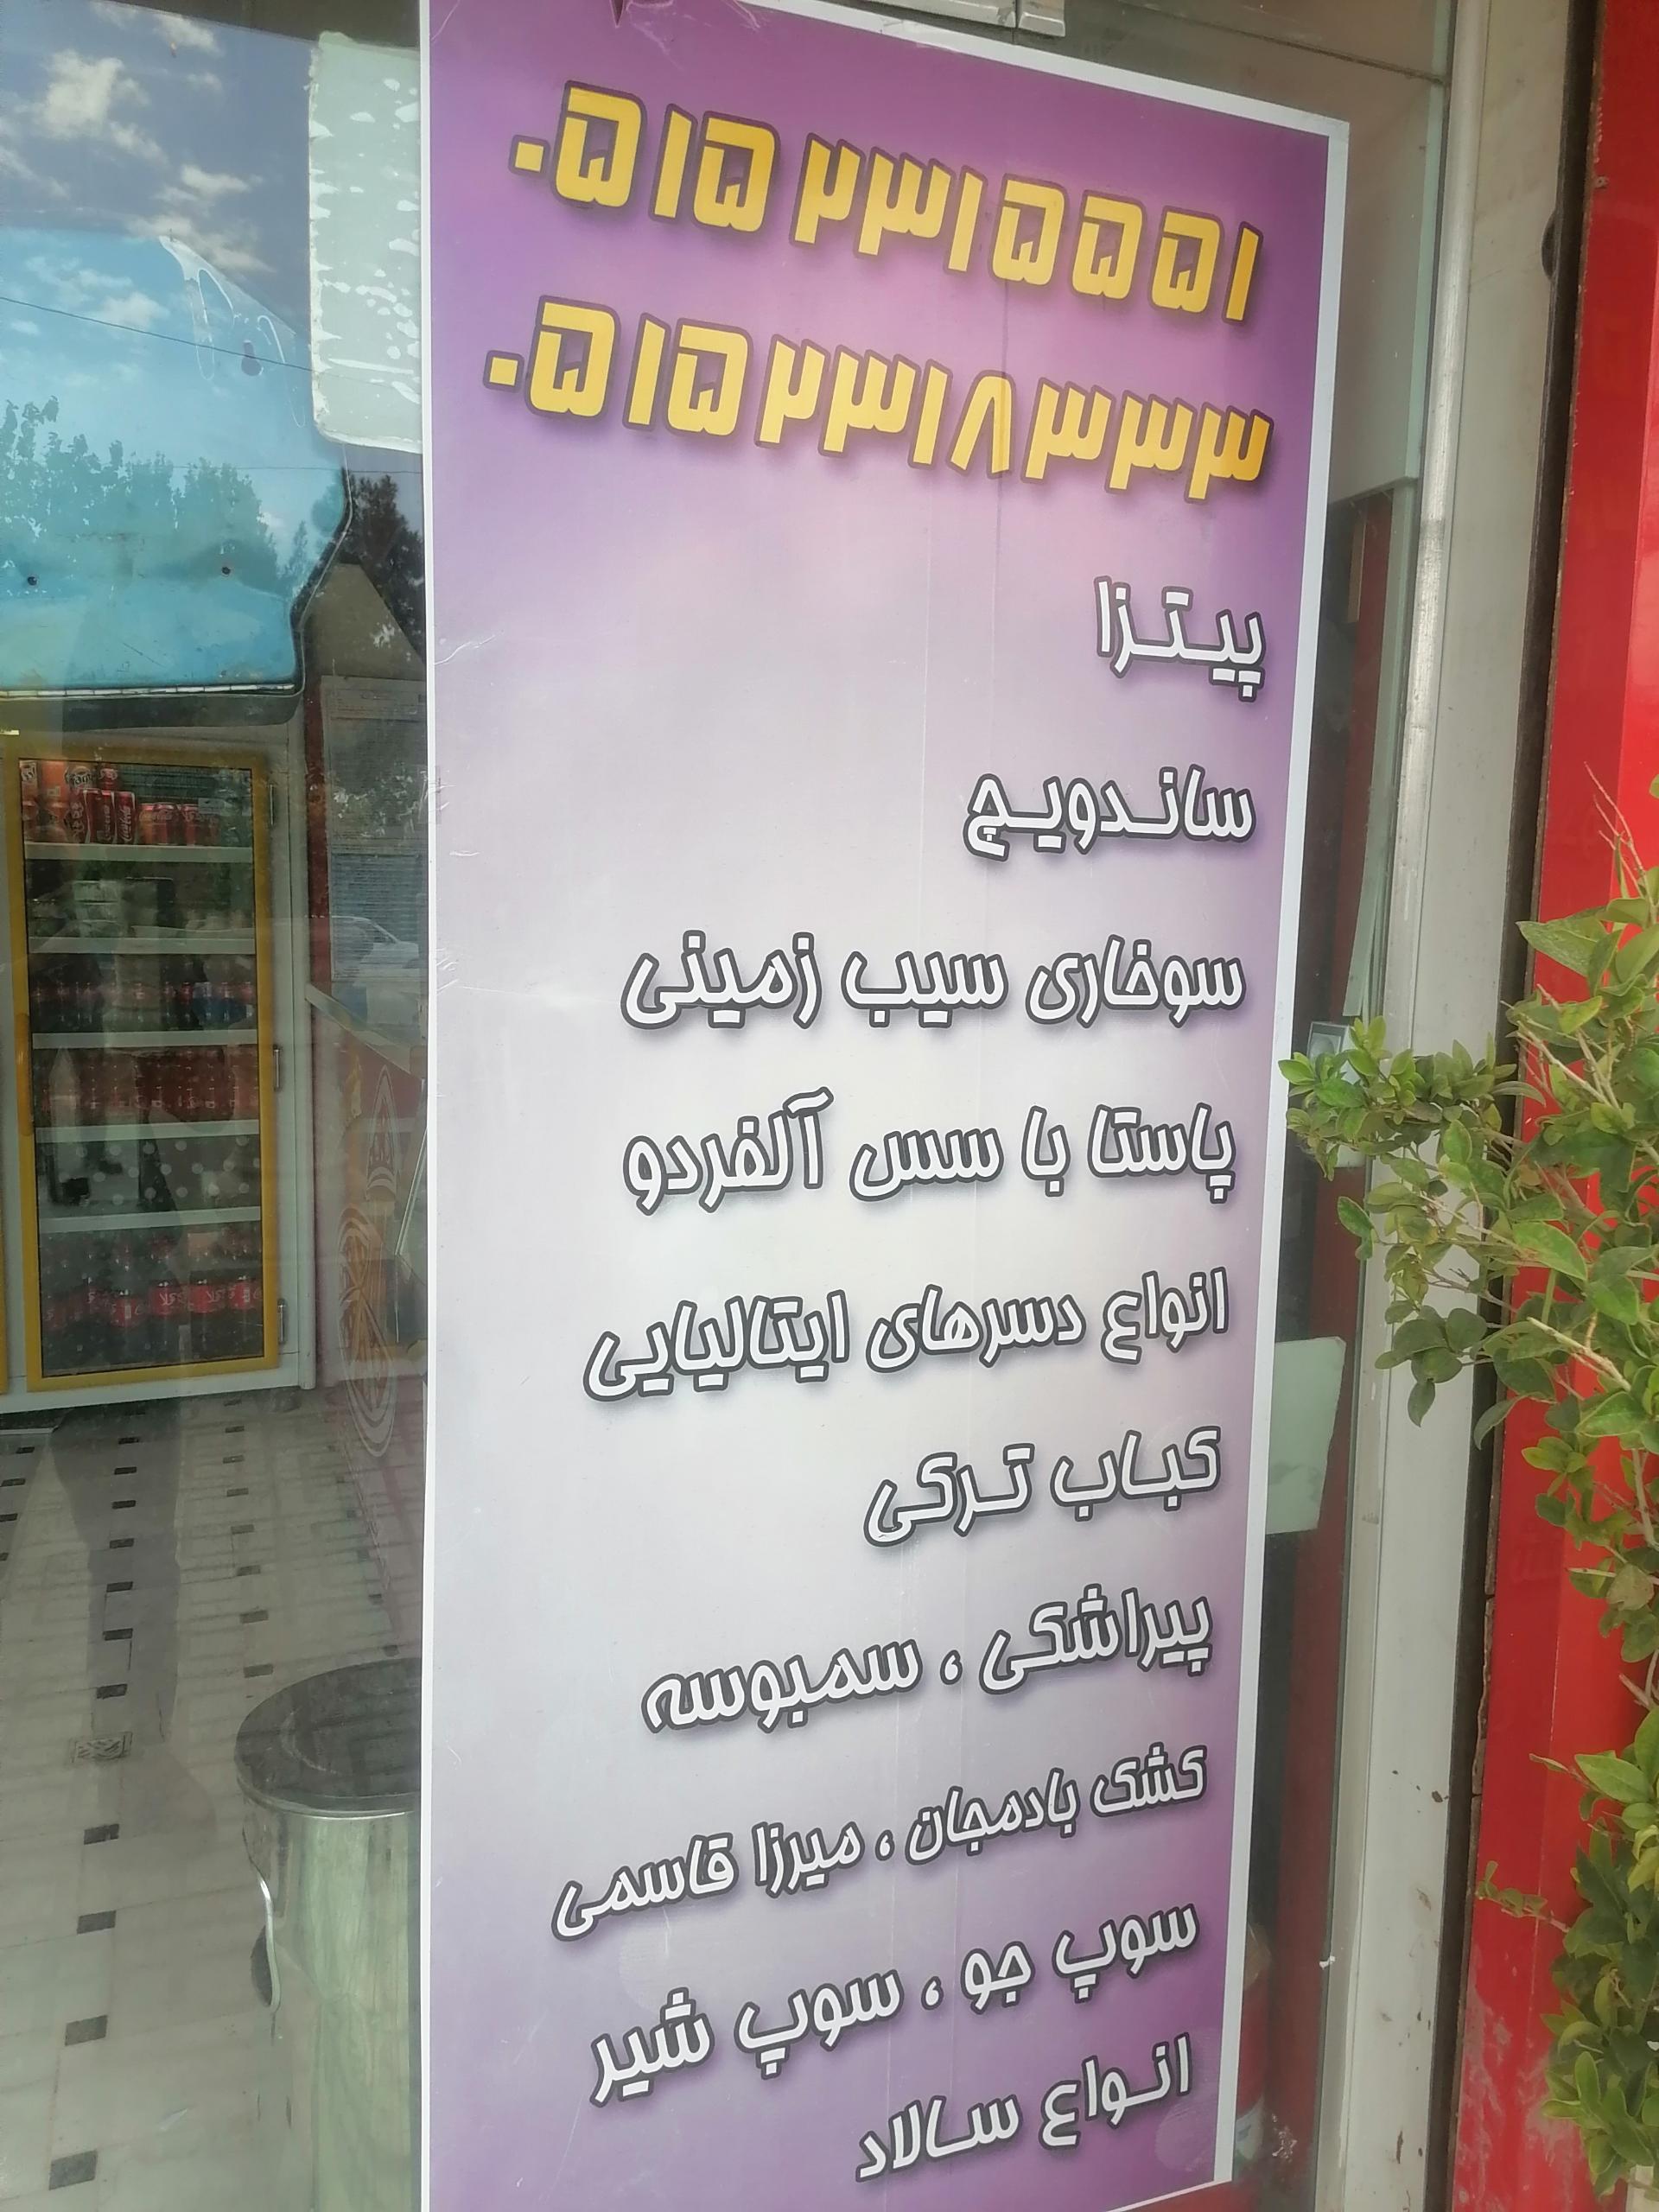 ۰۵۱۵۲۳۱۵۵۵۱
۰۵۱۵۲۳۱۸۳۳۳
پیتزا
ساندویچ
سوخاری سیب زمینی
پاستا با سس آلفردو
انواع دسرهای ایتالیایی
کباب ترکی
پیراشکی ، سمبوسه
کشک بادمجان ، میرزا قاسمی
سوپ جو ، سوپ شیر
انواع سالاد